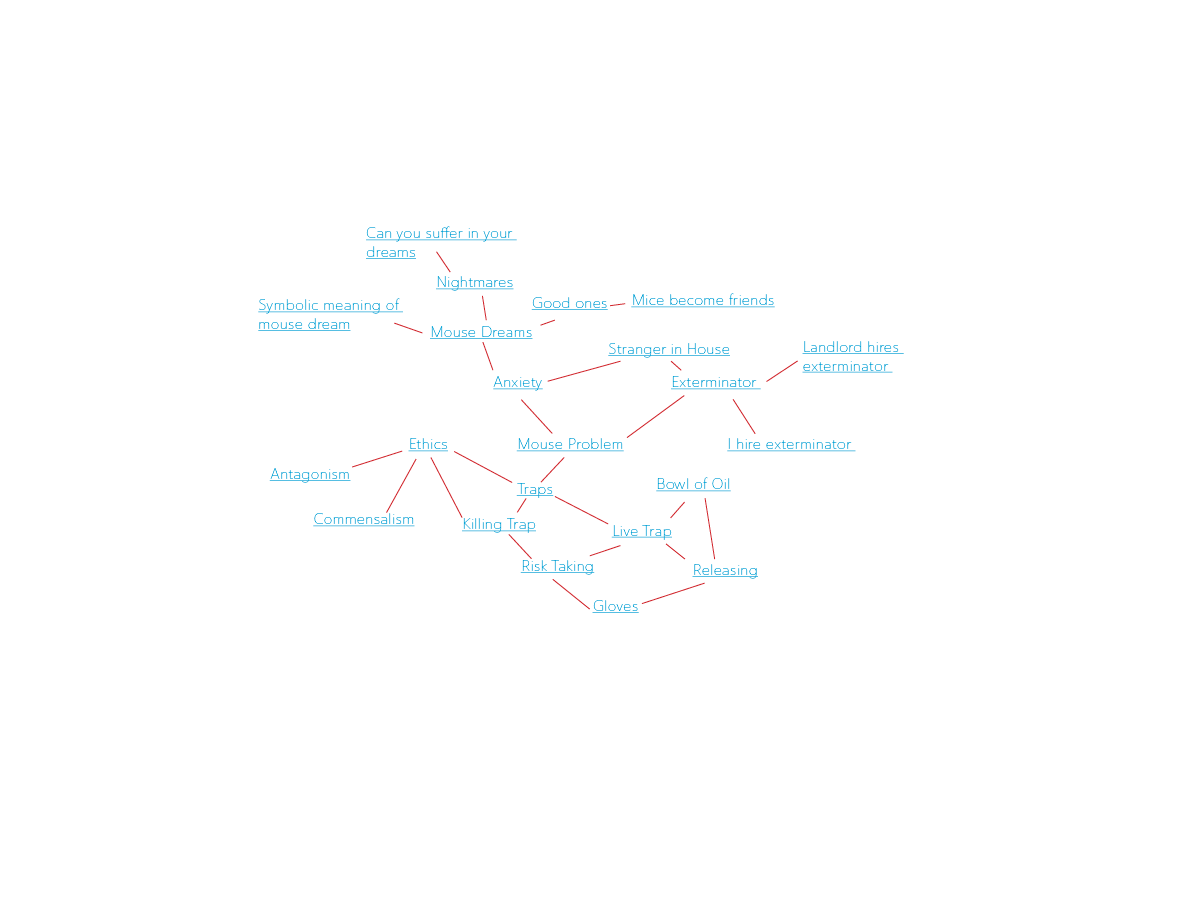 Can you suffer in your
dreams
Nightmares
Symbolic meaning of
mouse dream
Good ones
Mice become friends
Mouse Dreams
Stranger in House
Landlord hires
exterminator
Anxiety
Exterminator
Ethics
Mouse Problem
I hire exterminator
Antagonism
Traps
Bowl of Oil
Commensalism
Killing Trap
Live Trap
Risk Taking
Releasing
Gloves